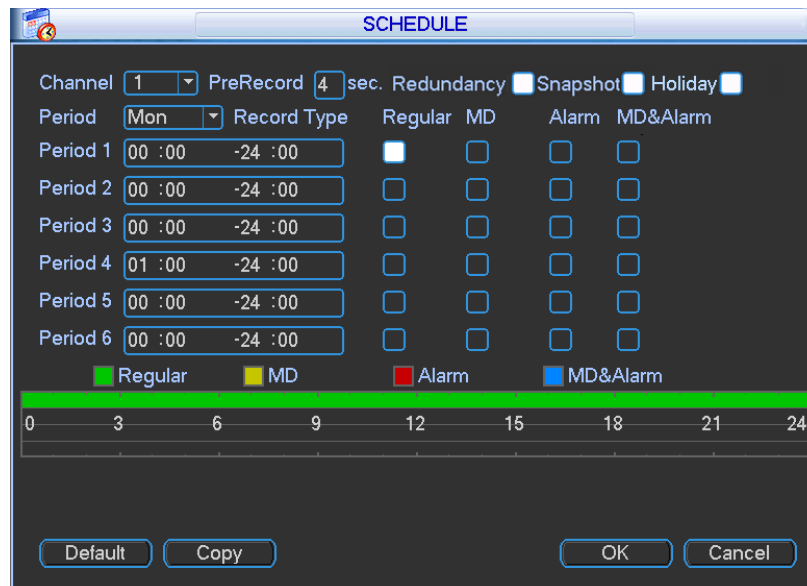 SCHEDULE
Channel 1 PreRecord 4 sec. Redundancy Snapshot Holiday
Period Mon Record Type Regular MD Alarm MD&Alarm
Period 1 00 :00 -24 :00
Period 2 00 :00 -24 :00
Period 3 00 :00 -24 :00
Period 4 01 :00 -24 :00
Period 5 00 :00 -24 :00
Period 6 00 :00 -24 :00
Regular MD Alarm MD&Alarm
0 3 6 9 12 15 18 21 24
Default Copy OK Cancel